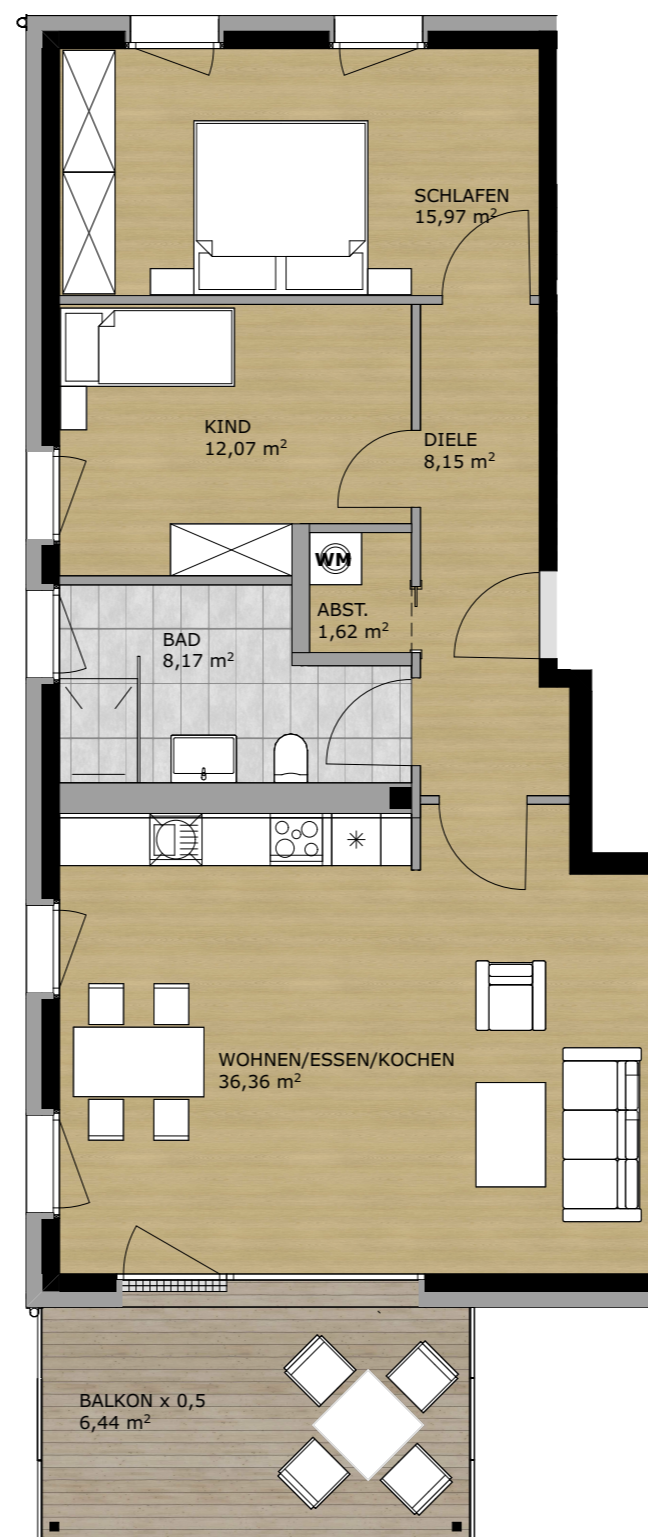 SCHLAFEN
15,97 m²
KIND
12,07 m²
DIELE
8,15 m²
WM
ABST.
1,62 m²
BAD
8,17 m²
WOHNEN/ESSEN/KOCHEN
36,36 m²
BALKON x 0,5
6,44 m²